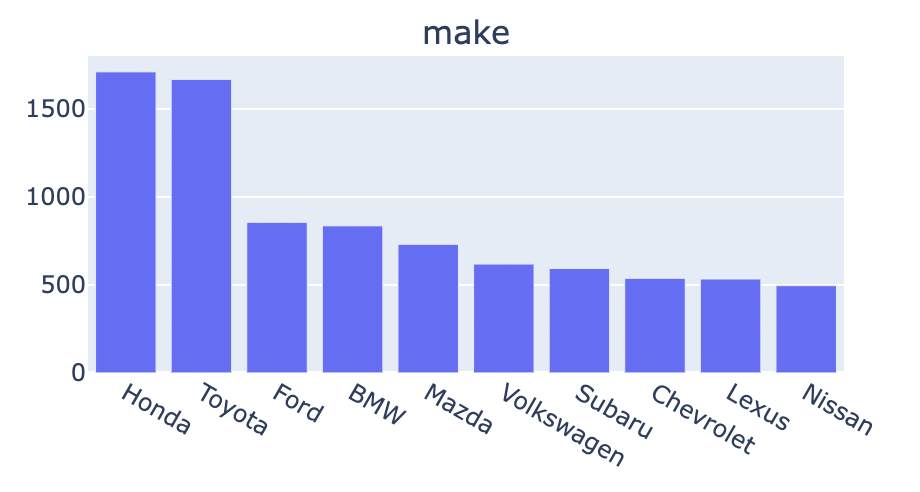 make
1500
1000
500
0
Honda
Toyota
Ford
BMW
Mazda
Volkswagen
Subaru
Chevrolet
Lexus
Nissan